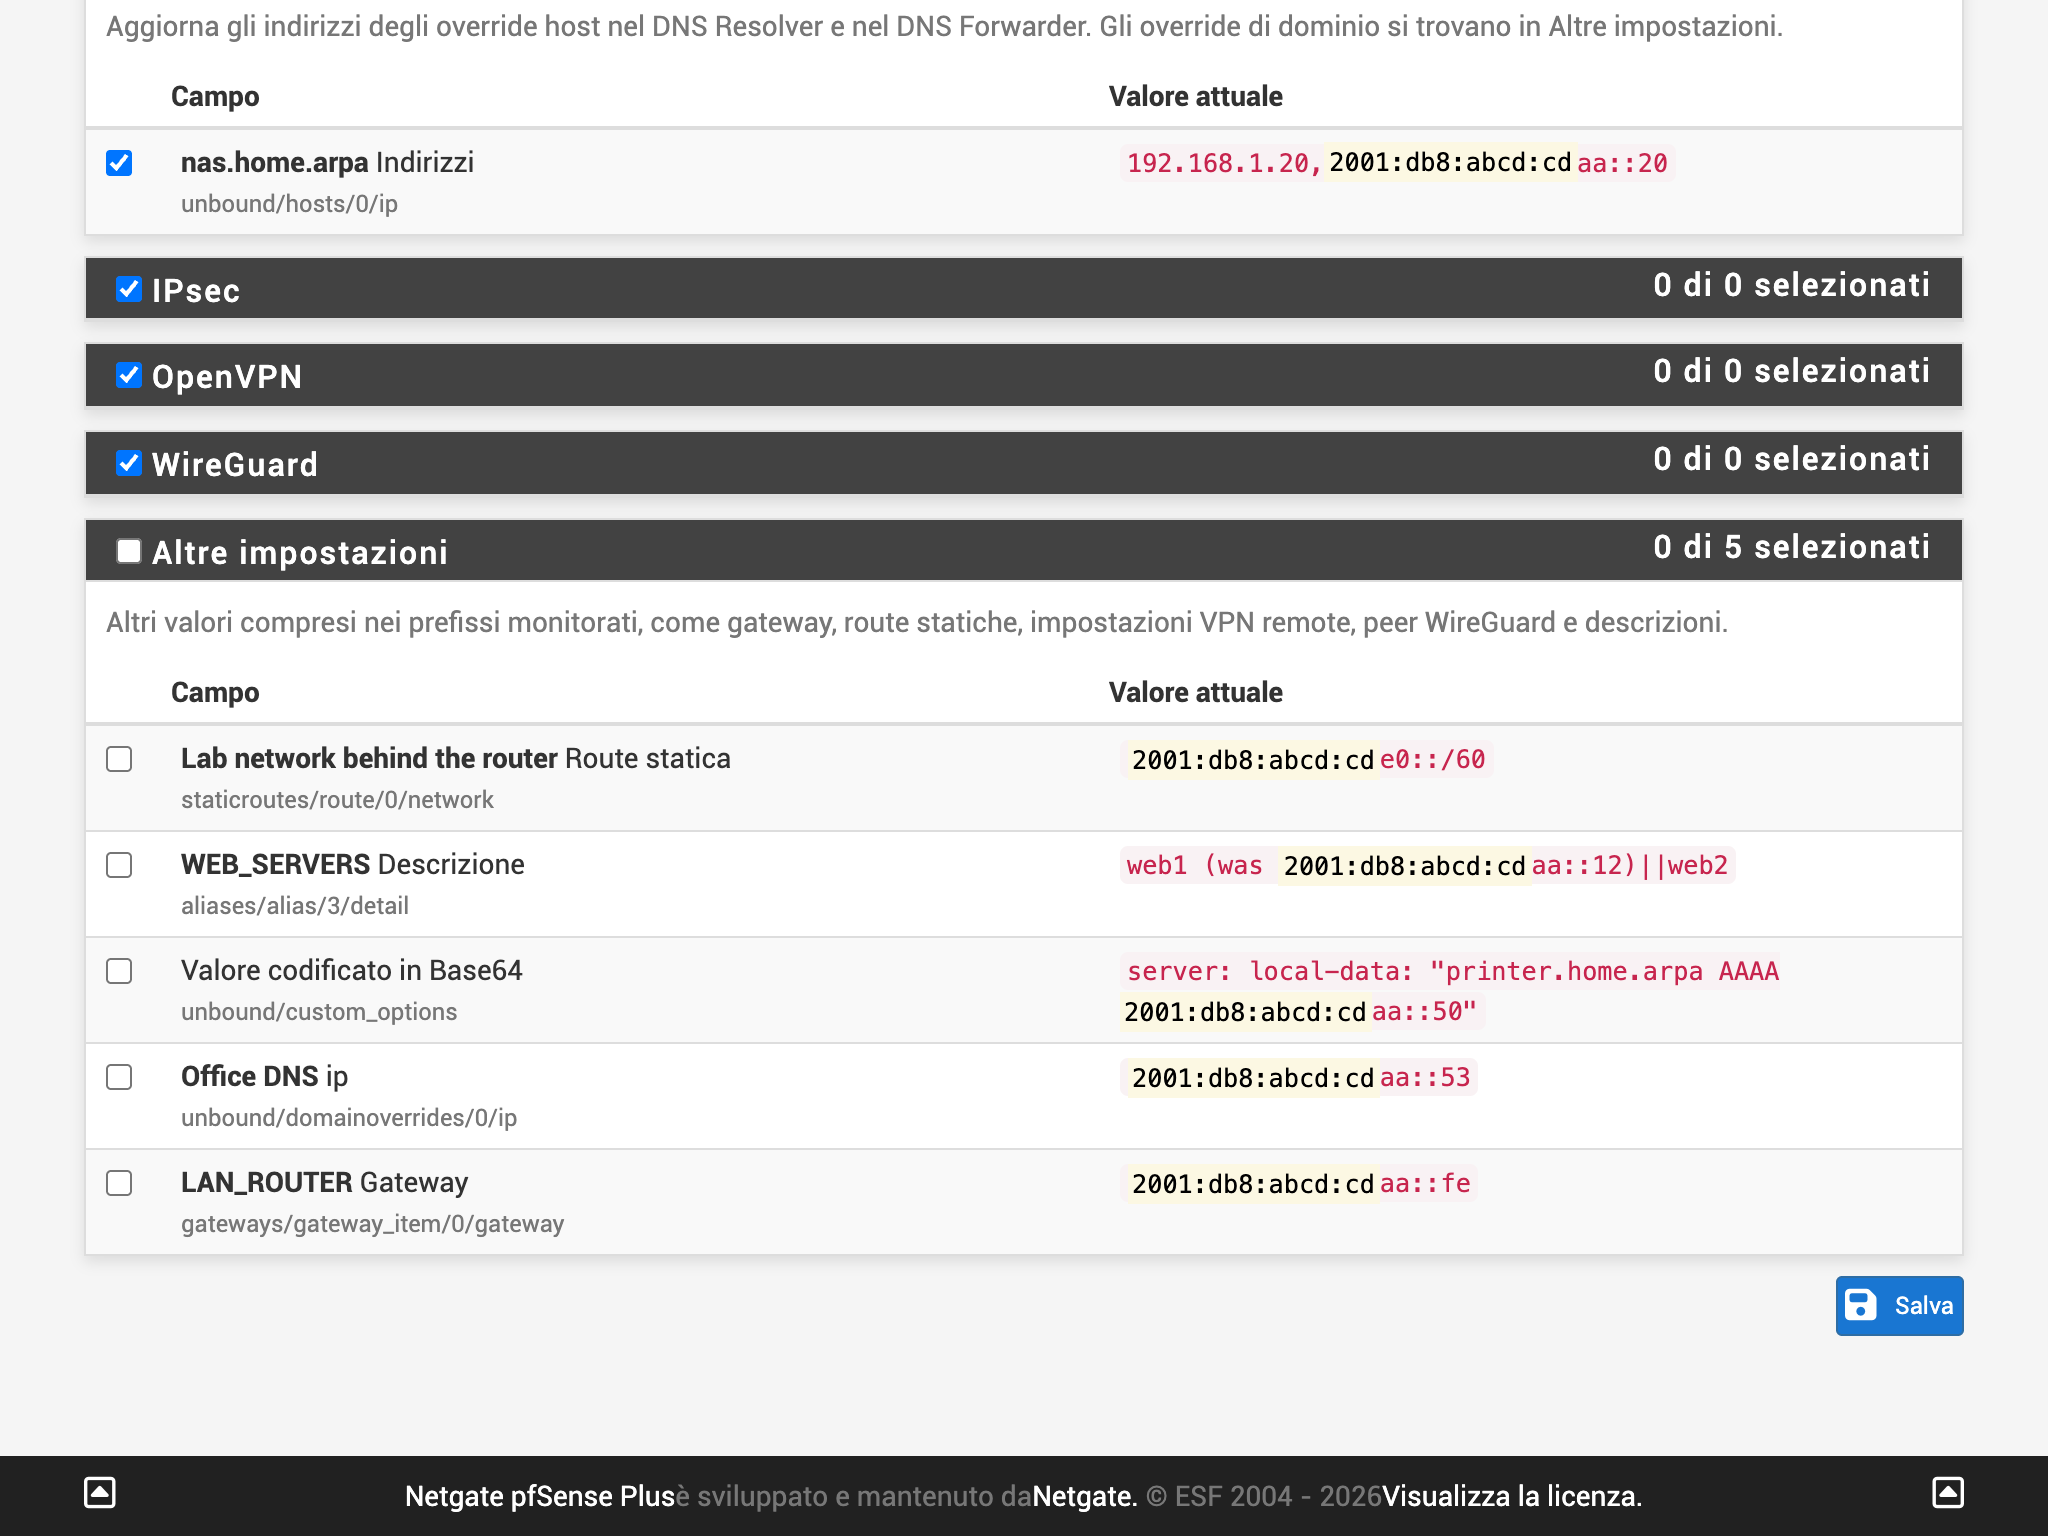 Aggiorna gli indirizzi degli override host nel DNS Resolver e nel DNS Forwarder. Gli override di dominio si trovano in Altre impostazioni.
Campo Valore attuale
nas.home.arpa Indirizzi 192.168.1.20,2001:db8:abcd:cdaa::20
unbound/hosts/0/ip
IPsec 0 di 0 selezionati
OpenVPN 0 di 0 selezionati
WireGuard 0 di 0 selezionati
Altre impostazioni 0 di 5 selezionati
Altri valori compresi nei prefissi monitorati, come gateway, route statiche, impostazioni VPN remote, peer WireGuard e descrizioni.
Campo Valore attuale
Lab network behind the router Route statica 2001:db8:abcd:cde0::/60
staticroutes/route/0/network
WEB_SERVERS Descrizione web1 (was 2001:db8:abcd:cdaa::12)||web2
aliases/alias/3/detail
Valore codificato in Base64 server: local-data: "printer.home.arpa AAAA
unbound/custom_options 2001:db8:abcd:cdaa::50"
Office DNS ip 2001:db8:abcd:cdaa::53
unbound/domainoverrides/0/ip
LAN_ROUTER Gateway 2001:db8:abcd:cdaa::fe
gateways/gateway_item/0/gateway
Salva
Netgate pfSense Plusè sviluppato e mantenuto daNetgate. © ESF 2004 - 2026Visualizza la licenza.